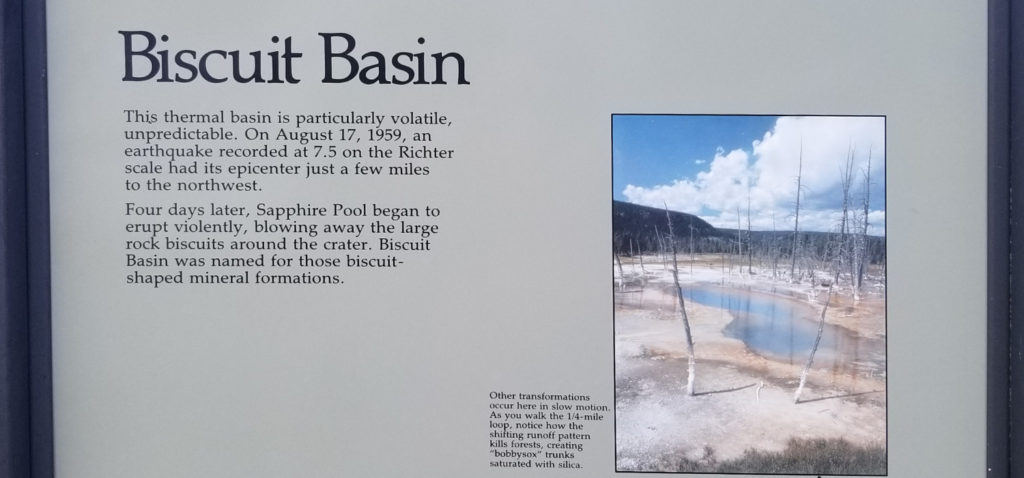 Biscuit Basin
This thermal basin is particularly volatile,
unpredictable. On August 17, 1959, an
earthquake recorded at 7.5 on the Richter
scale had its epicenter just a few miles
to the northwest.
Four days later, Sapphire Pool began to
erupt violently, blowing away the large
rock biscuits around the crater. Biscuit
Basin was named for those biscuit-
shaped mineral formations.
Other transformations
occur here in slow motion.
As you walk the 1/4-mile
loop, notice how the
shifting runoff pattern
kills forests, creating
"bobbysox" trunks
saturated with silica.